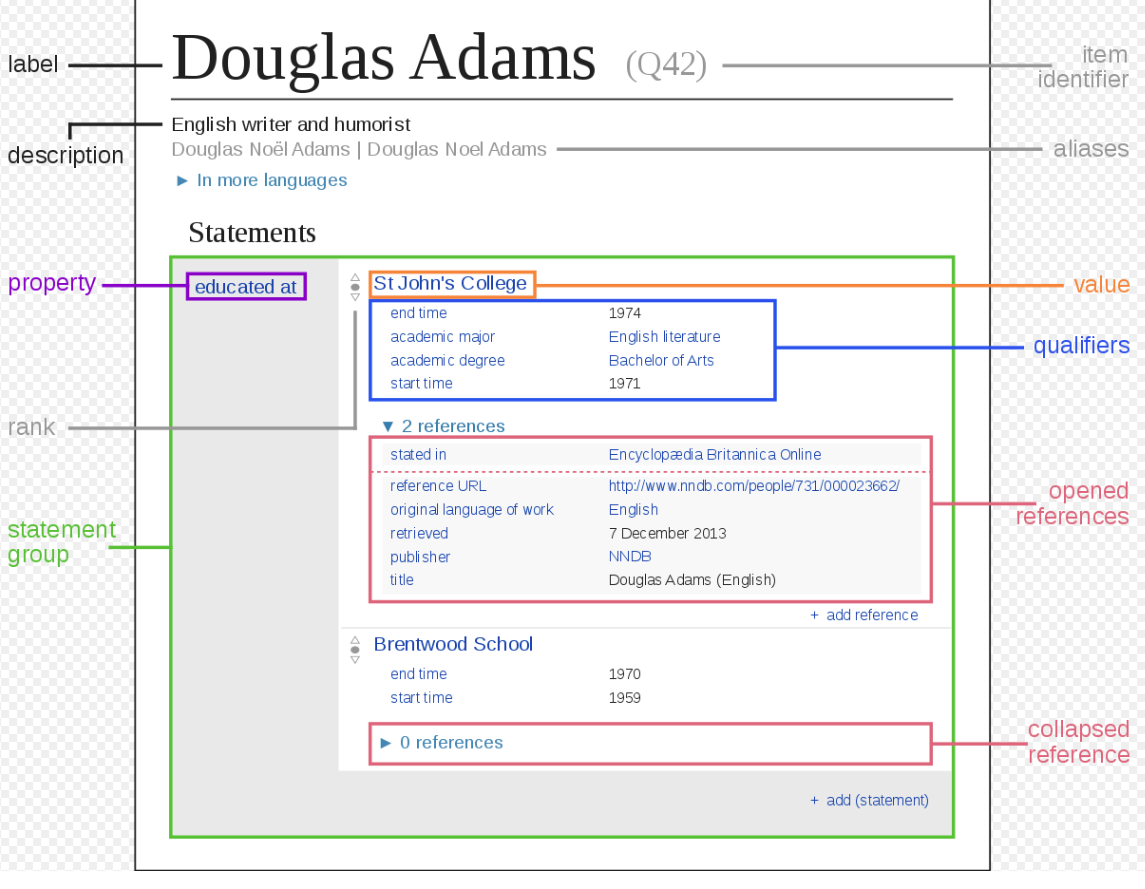 label
Douglas Adams (Q42)
item
identifier
description
English writer and humorist
Douglas Noël Adams | Douglas Noel Adams
aliases
► In more languages
Statements
property
educated at
St John's College
value
end time 1974
academic major English literature
academic degree Bachelor of Arts
start time 1971
qualifiers
rank
▼ 2 references
stated in Encyclopædia Britannica Online
reference URL http://www.nndb.com/people/731/000023662/
original language of work English
retrieved 7 December 2013
publisher NNDB
title Douglas Adams (English)
opened
references
statement
group
+ add reference
Brentwood School
end time 1970
start time 1959
► 0 references
collapsed
reference
+ add (statement)